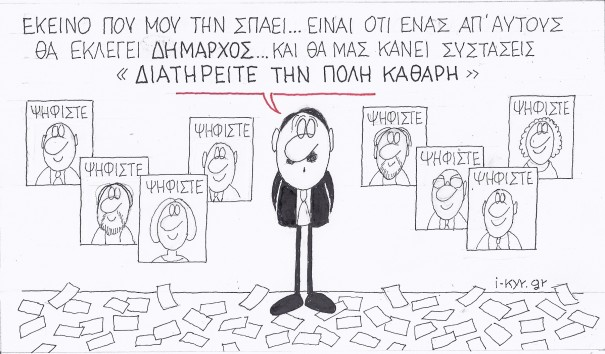 ΕΚΕΙΝΟ ΠΟΥ ΜΟΥ ΤΗΝ ΣΠΑΕΙ... ΕΙΝΑΙ ΟΤΙ ΕΝΑΣ ΑΠ' ΑΥΤΟΥΣ
ΘΑ ΕΚΛΕΓΕΙ ΔΗΜΑΡΧΟΣ... ΚΑΙ ΘΑ ΜΑΣ ΚΑΝΕΙ ΣΥΣΤΑΣΕΙΣ
« ΔΙΑΤΗΡΕΙΤΕ ΤΗΝ ΠΟΛΗ ΚΑΘΑΡΗ »
ΨΗΦΙΣΤΕ
ΨΗΦΙΣΤΕ
ΨΗΦΙΣΤΕ
ΨΗΦΙΣΤΕ
ΨΗΦΙΣΤΕ
ΨΗΦΙΣΤΕ
ΨΗΦΙΣΤΕ
ΨΗΦΙΣΤΕ
i-kyr.gr